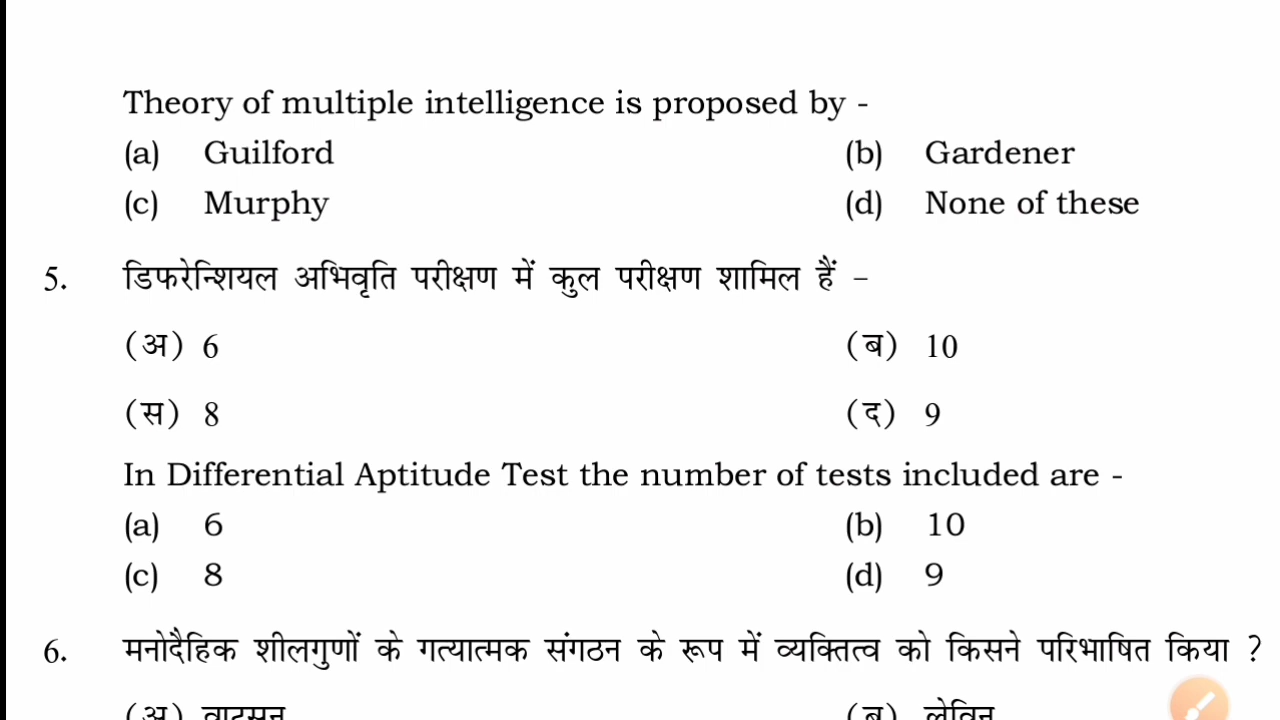 Theory of multiple intelligence is proposed by -
(a) Guilford (b) Gardener
(c) Murphy (d) None of these
5. डिफरेन्शियल अभिवृति परीक्षण में कुल परीक्षण शामिल हैं –
(अ) 6 (ब) 10
(स) 8 (द) 9
In Differential Aptitude Test the number of tests included are -
(a) 6 (b) 10
(c) 8 (d) 9
6. मनोदैहिक शीलगुणों के गत्यात्मक संगठन के रूप में व्यक्तित्व को किसने परिभाषित किया ?
(अ) वाटसन (ब) लेविन